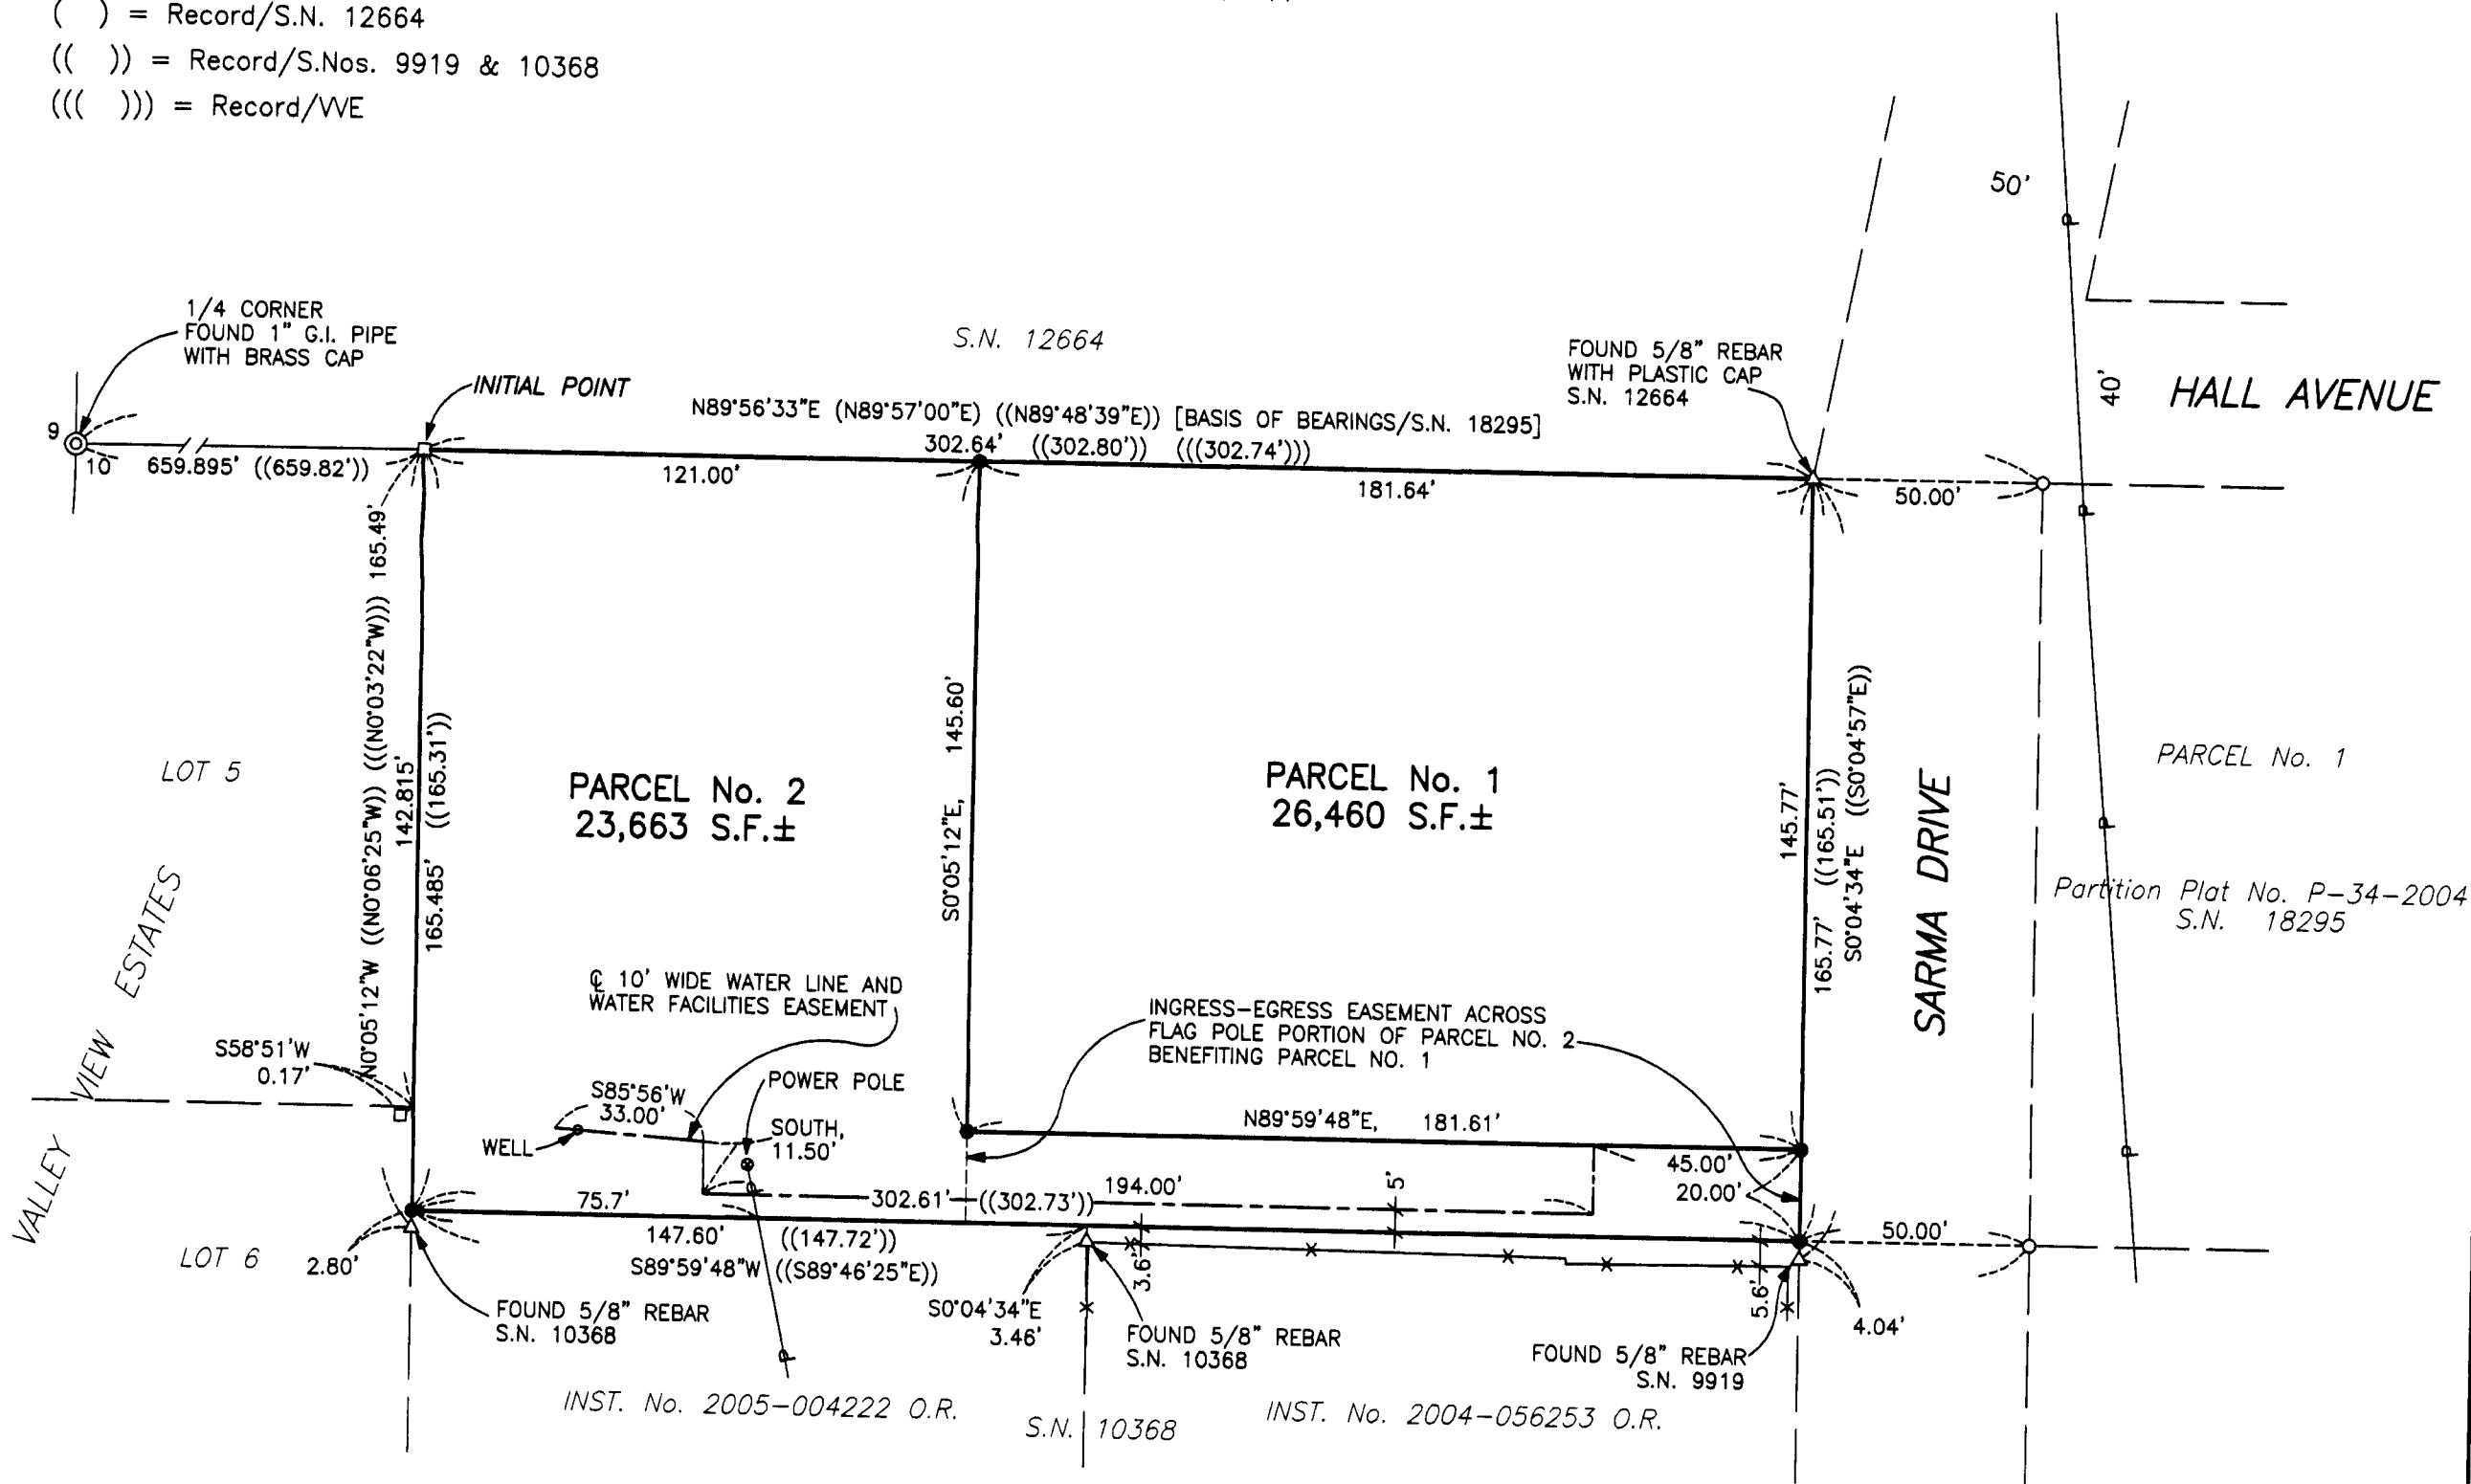 ( ) = Record/S.N. 12664
(( )) = Record/S.Nos. 9919 & 10368
((( ))) = Record/WE
50'
1/4 CORNER
FOUND 1" G.I. PIPE
WITH BRASS CAP
S.N. 12664
FOUND 5/8" REBAR
WITH PLASTIC CAP
S.N. 12664
40'
HALL AVENUE
INITIAL POINT
N89°56'33"E (N89°57'00"E) ((N89°48'39"E)) [BASIS OF BEARINGS/S.N. 18295]
302.64' ((302.80')) (((302.74')))
9
10
659.895' ((659.82'))
121.00'
181.64'
50.00'
N0°05'12"W ((N0°06'25"W)) (((N0°03'22"W))) 165.49'
142.815'
165.485' ((165.31'))
S0°05'12"E, 145.60'
145.77'
165.77' ((165.51'))
S0°04'34"E ((S0°04'57"E))
SARMA DRIVE
LOT 5
PARCEL No. 2
23,663 S.F.±
PARCEL No. 1
26,460 S.F.±
PARCEL No. 1
Partition Plat No. P-34-2004
S.N. 18295
VALLEY VIEW ESTATES
℄ 10' WIDE WATER LINE AND
WATER FACILITIES EASEMENT
INGRESS-EGRESS EASEMENT ACROSS
FLAG POLE PORTION OF PARCEL NO. 2
BENEFITING PARCEL NO. 1
S58°51'W
0.17'
S85°56'W
33.00'
POWER POLE
WELL
SOUTH,
11.50'
N89°59'48"E, 181.61'
45.00'
20.00'
75.7'
302.61' ((302.73'))
194.00'
5'
147.60' ((147.72'))
S89°59'48"W ((S89°46'25"E))
50.00'
LOT 6
2.80'
FOUND 5/8" REBAR
S.N. 10368
S0°04'34"E
3.46'
3.6'
FOUND 5/8" REBAR
S.N. 10368
5.6'
4.04'
FOUND 5/8" REBAR
S.N. 9919
INST. No. 2005-004222 O.R.
S.N. 10368
INST. No. 2004-056253 O.R.